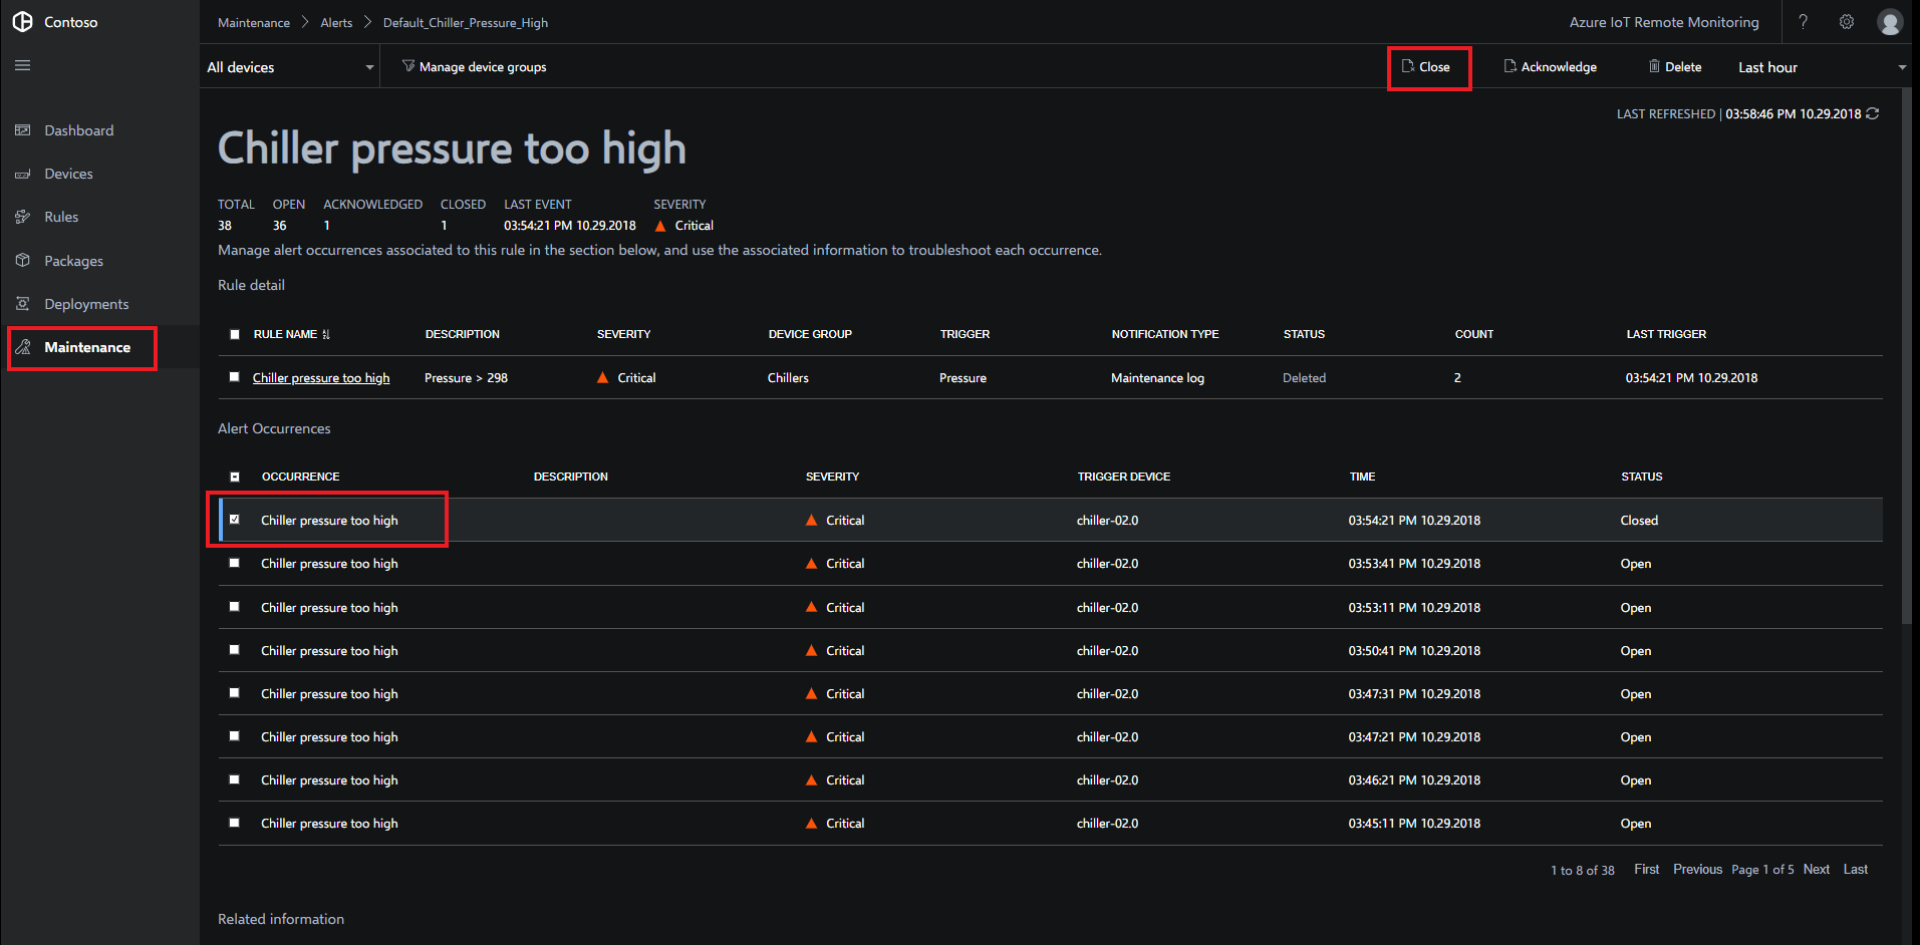 Contoso
Maintenance > Alerts > Default_Chiller_Pressure_High
Azure IoT Remote Monitoring ?
All devices
Manage device groups
Close
Acknowledge
Delete
Last hour
Dashboard
Devices
Rules
Packages
Deployments
Maintenance
LAST REFRESHED | 03:58:46 PM 10.29.2018
Chiller pressure too high
TOTAL OPEN ACKNOWLEDGED CLOSED LAST EVENT SEVERITY
38 36 1 1 03:54:21 PM 10.29.2018 Critical
Manage alert occurrences associated to this rule in the section below, and use the associated information to troubleshoot each occurrence.
Rule detail
RULE NAME DESCRIPTION SEVERITY DEVICE GROUP TRIGGER NOTIFICATION TYPE STATUS COUNT LAST TRIGGER
Chiller pressure too high Pressure > 298 Critical Chillers Pressure Maintenance log Deleted 2 03:54:21 PM 10.29.2018
Alert Occurrences
OCCURRENCE DESCRIPTION SEVERITY TRIGGER DEVICE TIME STATUS
Chiller pressure too high Critical chiller-02.0 03:54:21 PM 10.29.2018 Closed
Chiller pressure too high Critical chiller-02.0 03:53:41 PM 10.29.2018 Open
Chiller pressure too high Critical chiller-02.0 03:53:11 PM 10.29.2018 Open
Chiller pressure too high Critical chiller-02.0 03:50:41 PM 10.29.2018 Open
Chiller pressure too high Critical chiller-02.0 03:47:31 PM 10.29.2018 Open
Chiller pressure too high Critical chiller-02.0 03:47:21 PM 10.29.2018 Open
Chiller pressure too high Critical chiller-02.0 03:46:21 PM 10.29.2018 Open
Chiller pressure too high Critical chiller-02.0 03:45:11 PM 10.29.2018 Open
1 to 8 of 38 First Previous Page 1 of 5 Next Last
Related information